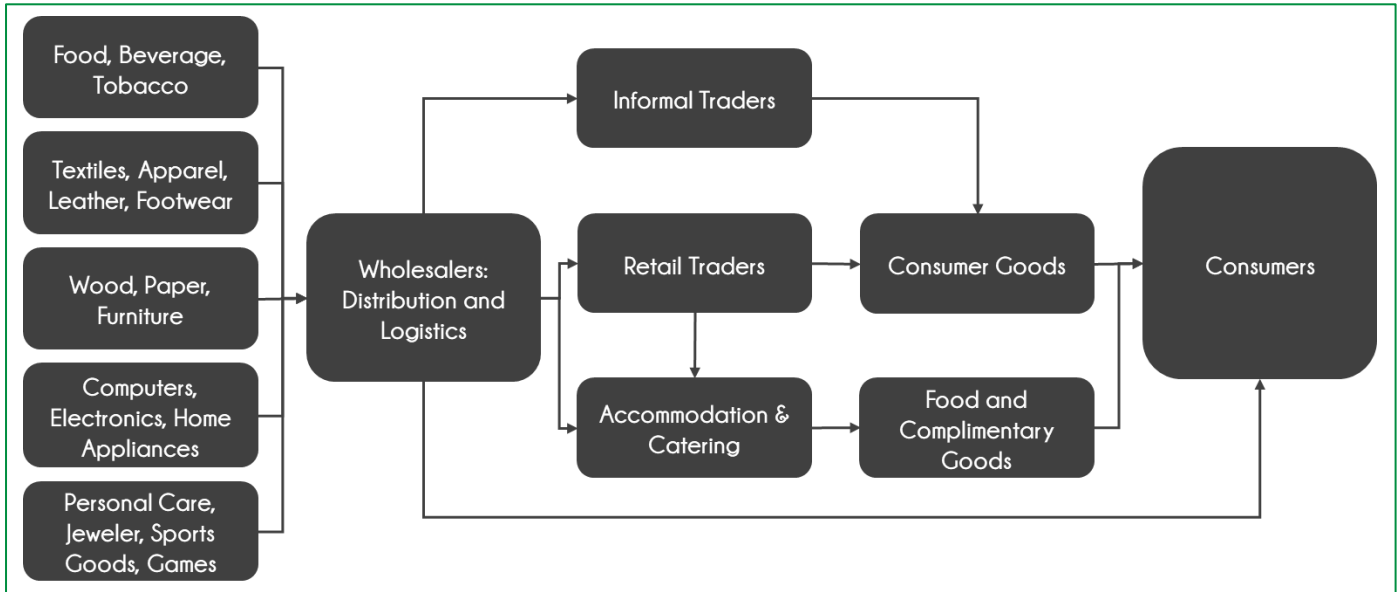 Food, Beverage,
Tobacco
Textiles, Apparel,
Leather, Footwear
Wood, Paper,
Furniture
Computers,
Electronics, Home
Appliances
Personal Care,
Jeweler, Sports
Goods, Games
Wholesalers:
Distribution and
Logistics
Informal Traders
Retail Traders
Accommodation &
Catering
Consumer Goods
Food and
Complimentary
Goods
Consumers